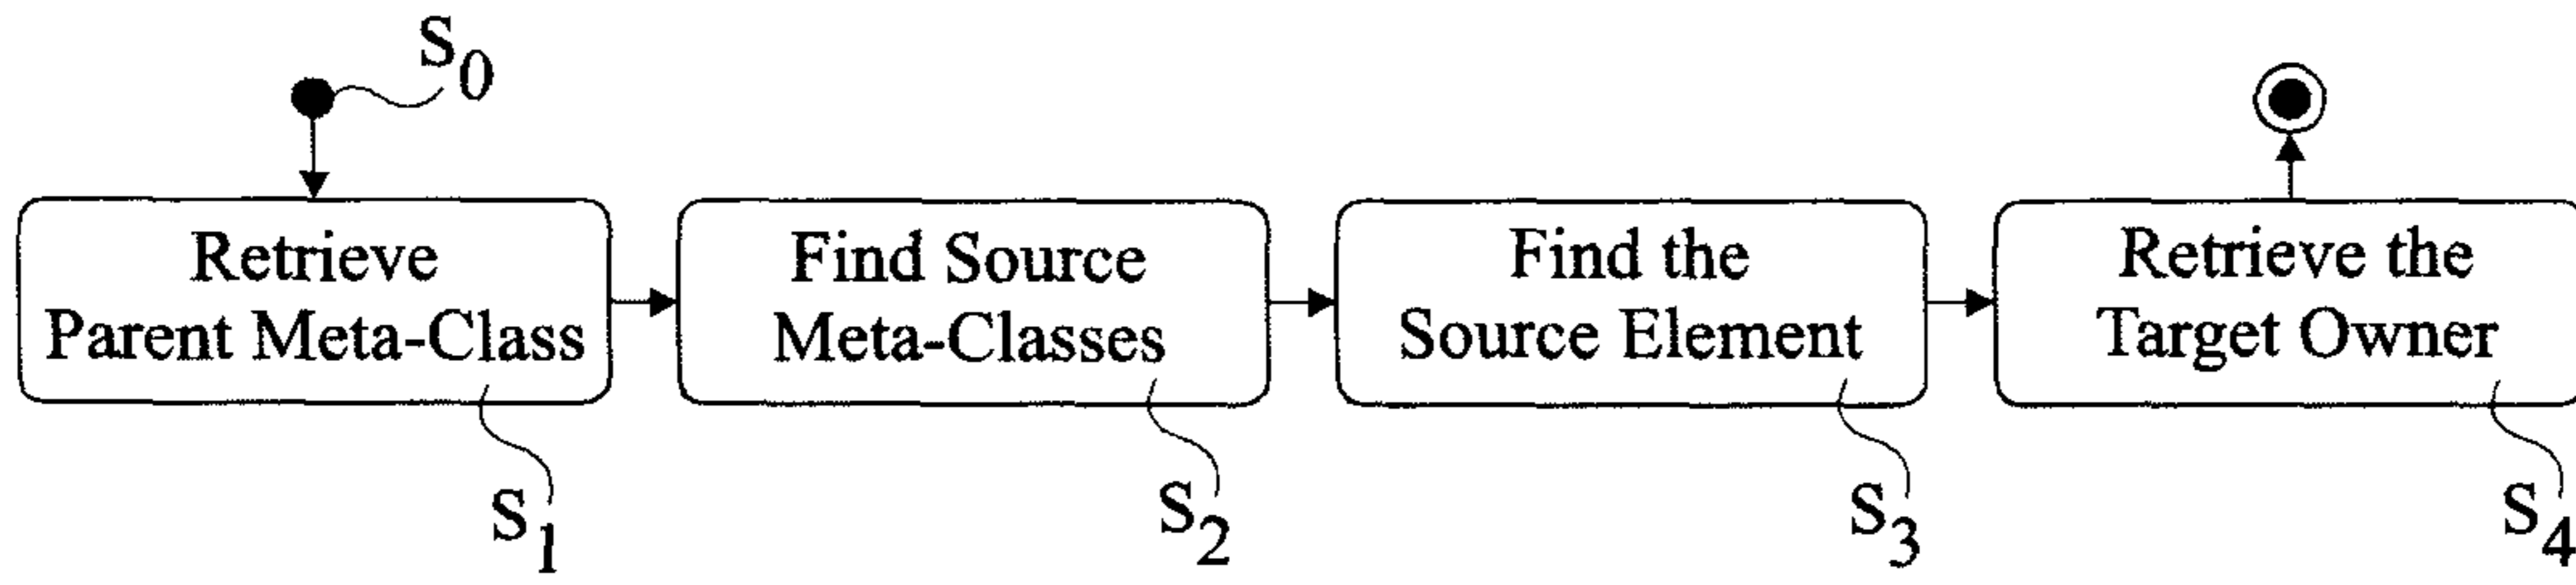 S0
Retrieve
Parent Meta-Class
Find Source
Meta-Classes
Find the
Source Element
Retrieve the
Target Owner
S1
S2
S3
S4